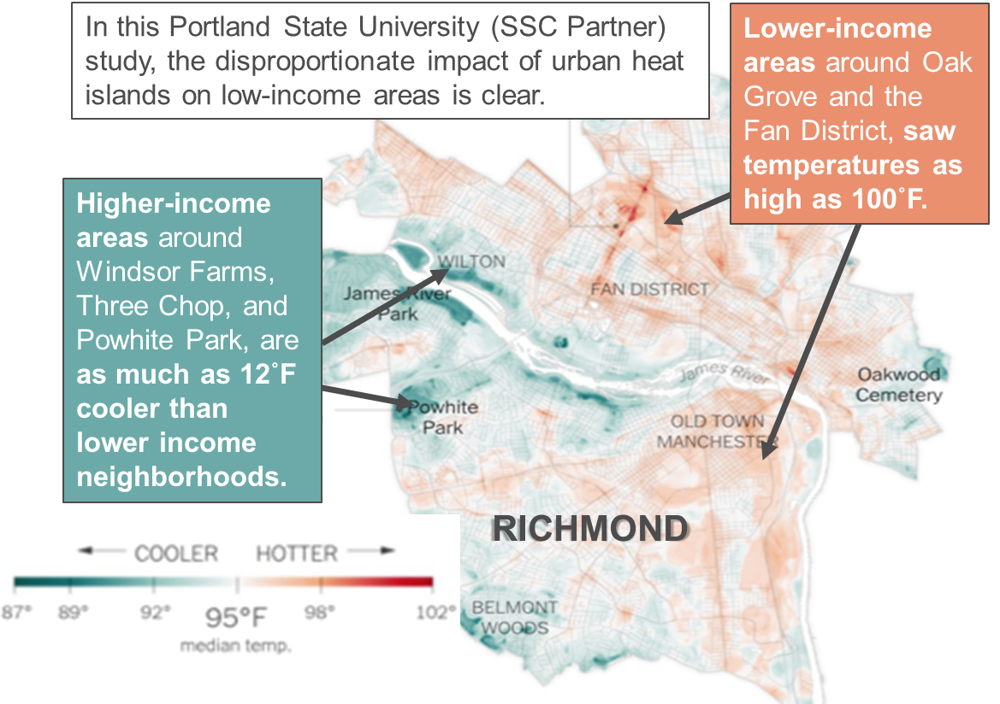 In this Portland State University (SSC Partner)
study, the disproportionate impact of urban heat
islands on low-income areas is clear.
Lower-income
areas around Oak
Grove and the
Fan District, saw
temperatures as
high as 100˚F.
Higher-income
areas around
Windsor Farms,
Three Chop, and
Powhite Park, are
as much as 12˚F
cooler than
lower income
neighborhoods.
WILTON
James River
Park
FAN DISTRICT
James River
Oakwood
Cemetery
Powhite
Park
OLD TOWN
MANCHESTER
RICHMOND
COOLER HOTTER
87° 89° 92° 95°F 98° 102°
median temp.
BELMONT
WOODS